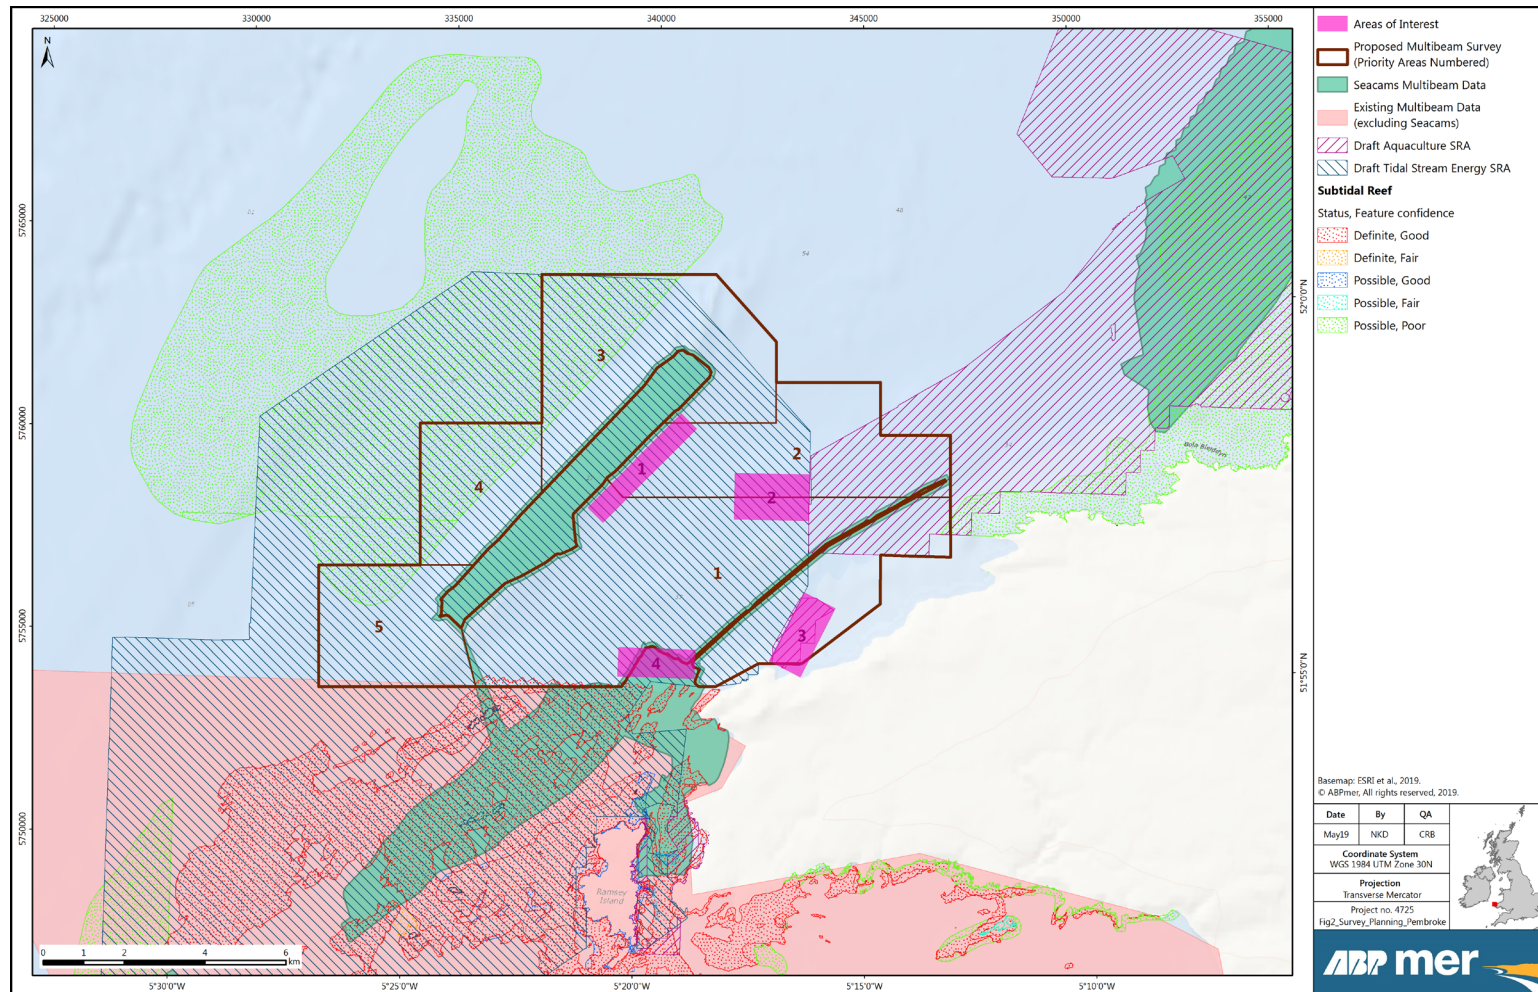 325000
330000
335000
340000
345000
350000
355000
N
5765000
5760000
5755000
5750000
52°0'0"N
51°55'0"N
54
3
2
4
1
2
1
5
3
4
Ramsey
Island
0
1
2
4
6
km
5°30'0"W
5°25'0"W
5°20'0"W
5°15'0"W
5°10'0"W
Areas of Interest
Proposed Multibeam Survey
(Priority Areas Numbered)
Seacams Multibeam Data
Existing Multibeam Data
(excluding Seacams)
Draft Aquaculture SRA
Draft Tidal Stream Energy SRA
Subtidal Reef
Status, Feature confidence
Definite, Good
Definite, Fair
Possible, Good
Possible, Fair
Possible, Poor
Basemap: ESRI et al., 2019.
© ABPmer, All rights reserved, 2019.
Date By QA
May19 NKD CRB
Coordinate System
WGS 1984 UTM Zone 30N
Projection
Transverse Mercator
Project no. 4725
Fig2_Survey_Planning_Pembroke
ABPmer